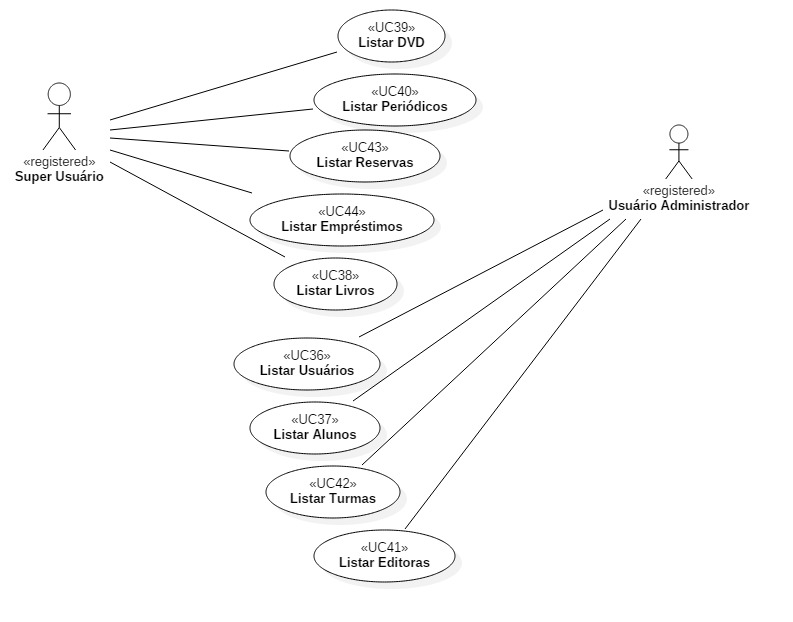 «UC39»
Listar DVD
«UC40»
Listar Periódicos
«UC43»
Listar Reservas
«registered»
Super Usuário
«registered»
Usuário Administrador
«UC44»
Listar Empréstimos
«UC38»
Listar Livros
«UC36»
Listar Usuários
«UC37»
Listar Alunos
«UC42»
Listar Turmas
«UC41»
Listar Editoras